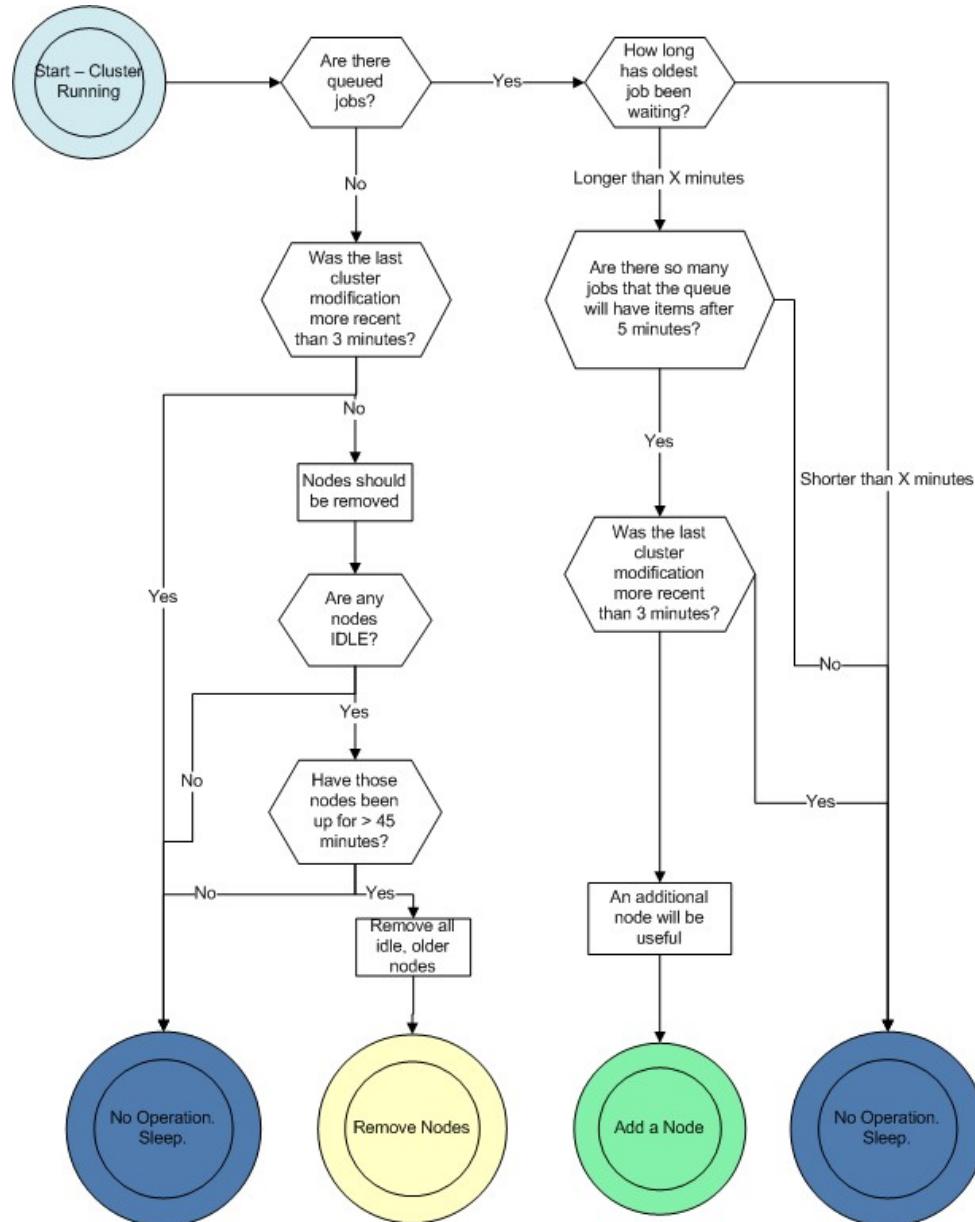 Start – Cluster
Running
Are there
queued
jobs?
Yes
How long
has oldest
job been
waiting?
No
Longer than X minutes
Was the last
cluster
modification
more recent
than 3 minutes?
Are there so many
jobs that the queue
will have items after
5 minutes?
No
Yes
Nodes should
be removed
Shorter than X minutes
Was the last
cluster
modification
more recent
than 3 minutes?
Yes
Are any
nodes
IDLE?
No
Yes
No
Have those
nodes been
up for > 45
minutes?
Yes
No
Yes
An additional
node will be
useful
Remove all
idle, older
nodes
No Operation.
Sleep.
Remove Nodes
Add a Node
No Operation.
Sleep.